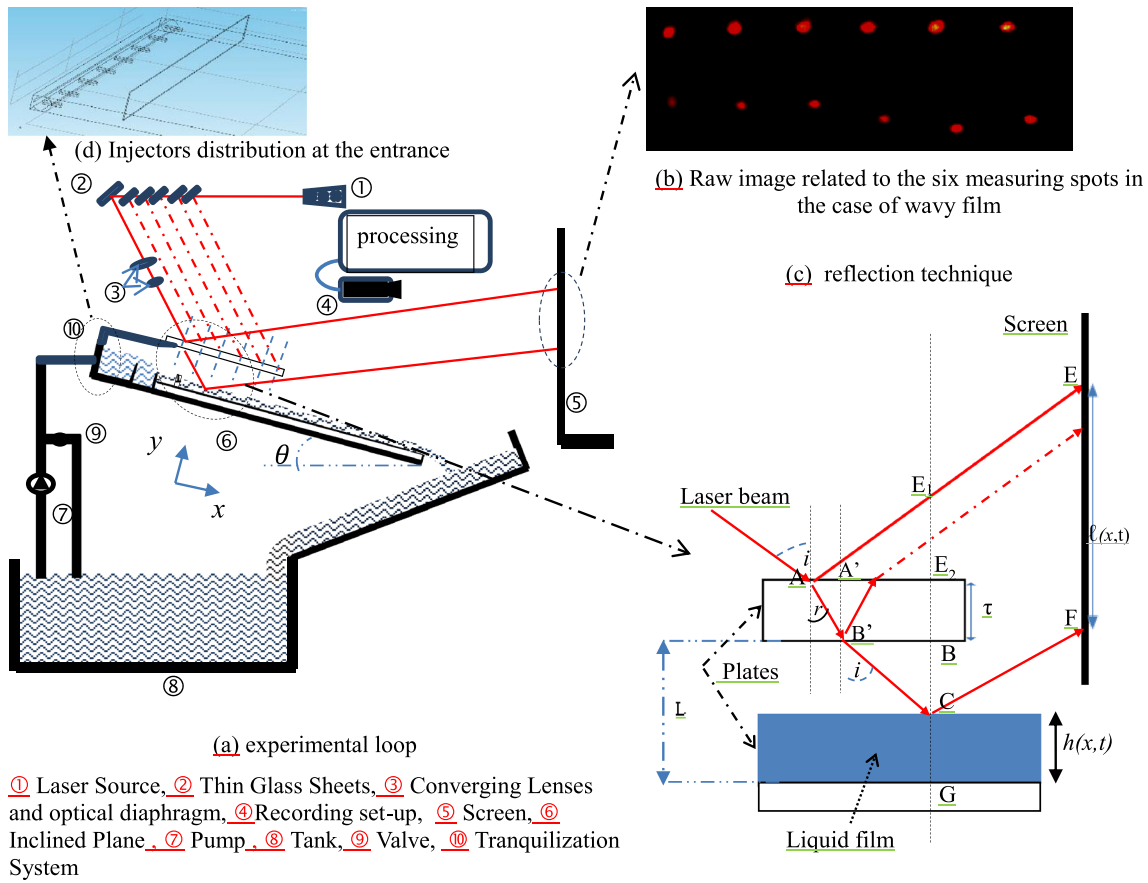 (d) Injectors distribution at the entrance
(b) Raw image related to the six measuring spots in
the case of wavy film
② ①
processing
③
④
⑩
⑤
⑨
⑥
y
θ
x
⑦
⑧
(a) experimental loop
① Laser Source, ② Thin Glass Sheets, ③ Converging Lenses
and optical diaphragm, ④Recording set-up, ⑤ Screen, ⑥
Inclined Plane , ⑦ Pump , ⑧ Tank, ⑨ Valve, ⑩ Tranquilization
System
(c) reflection technique
Screen
E
E₁
Laser beam
ℓ(x,t)
i
A A’ E₂
τ
r
F
B’
B
i
Plates
L
C
h(x,t)
G
Liquid film